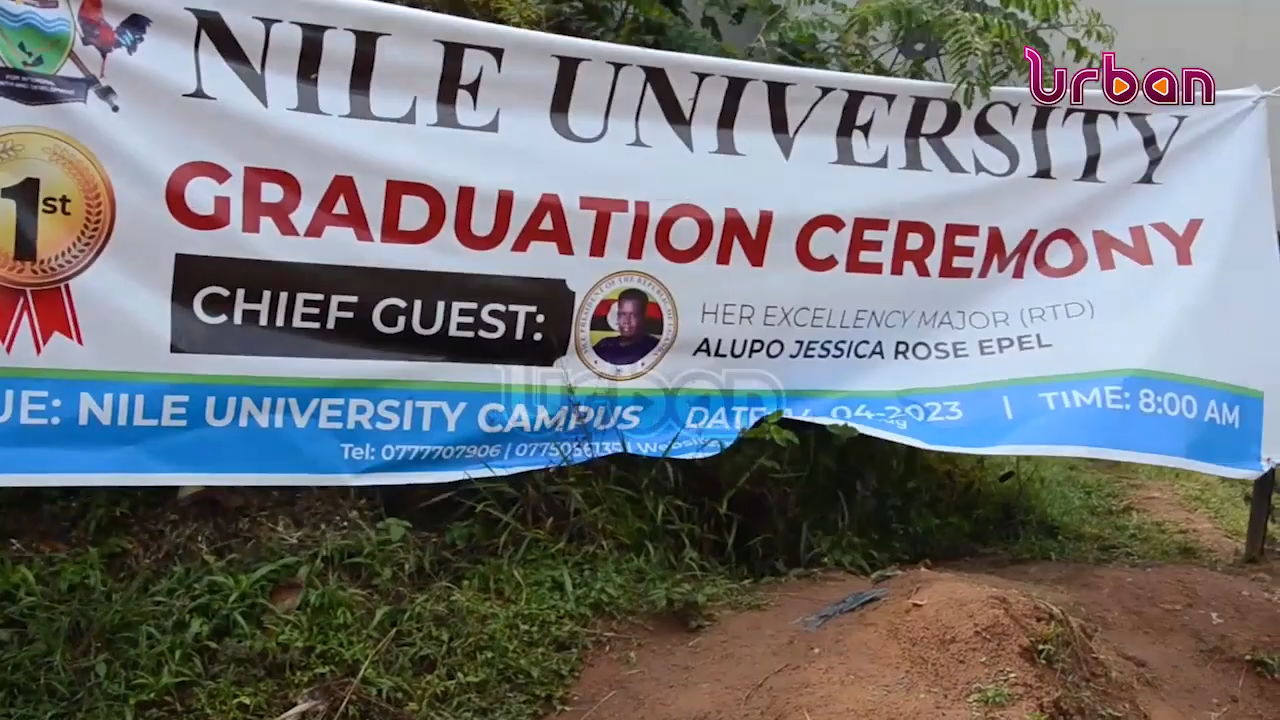 Urban
NILE UNIVERSITY
1st
GRADUATION CEREMONY
CHIEF GUEST:
HER EXCELLENCY MAJOR (RTD)
ALUPO JESSICA ROSE EPEL
UE: NILE UNIVERSITY CAMPUS DATE 04-2023 | TIME: 8:00 AM
Tel: 0777707906 |